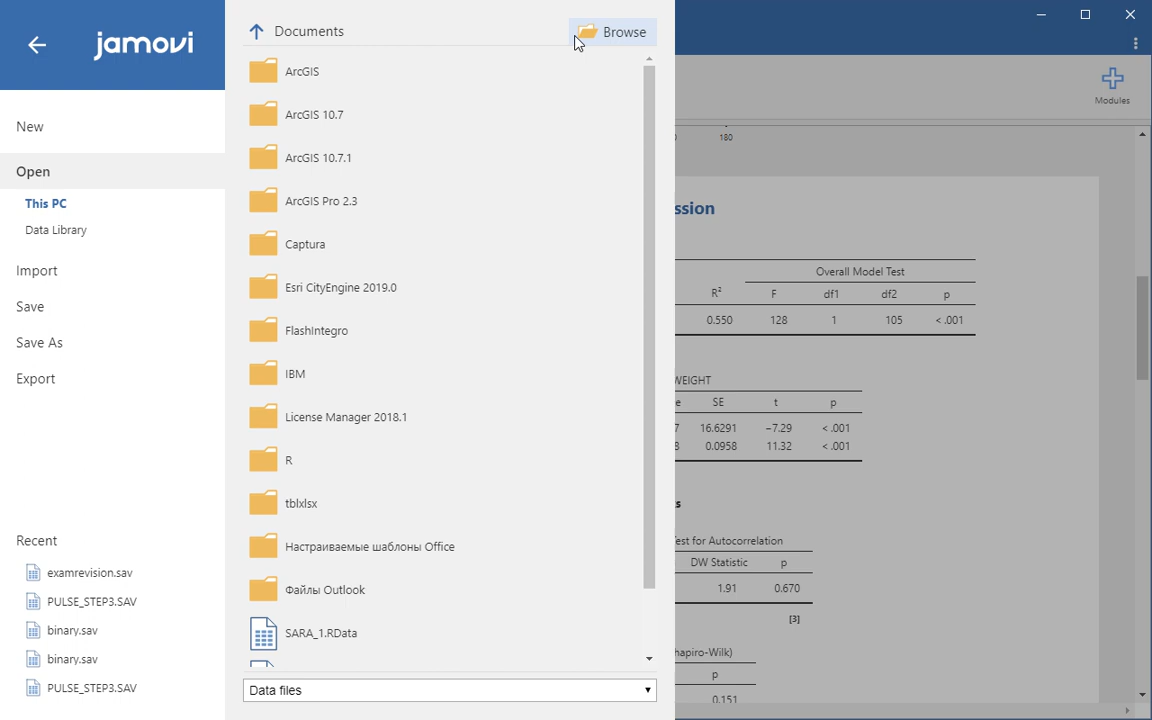 jamovi
New
Open
This PC
Data Library
Import
Save
Save As
Export
Recent
examrevision.sav
PULSE_STEP3.SAV
binary.sav
binary.sav
PULSE_STEP3.SAV
Documents
Browse
ArcGIS
ArcGIS 10.7
ArcGIS 10.7.1
ArcGIS Pro 2.3
Captura
Esri CityEngine 2019.0
FlashIntegro
IBM
License Manager 2018.1
R
tblxlsx
Настраиваемые шаблоны Office
Файлы Outlook
SARA_1.RData
Data files
Modules
180
ssion
Overall Model Test
R² F df1 df2 p
0.550 128 1 105 < .001
WEIGHT
e SE t p
7 16.6291 −7.29 < .001
8 0.0958 11.32 < .001
s
Test for Autocorrelation
DW Statistic p
1.91 0.670
[3]
hapiro-Wilk)
p
0.151